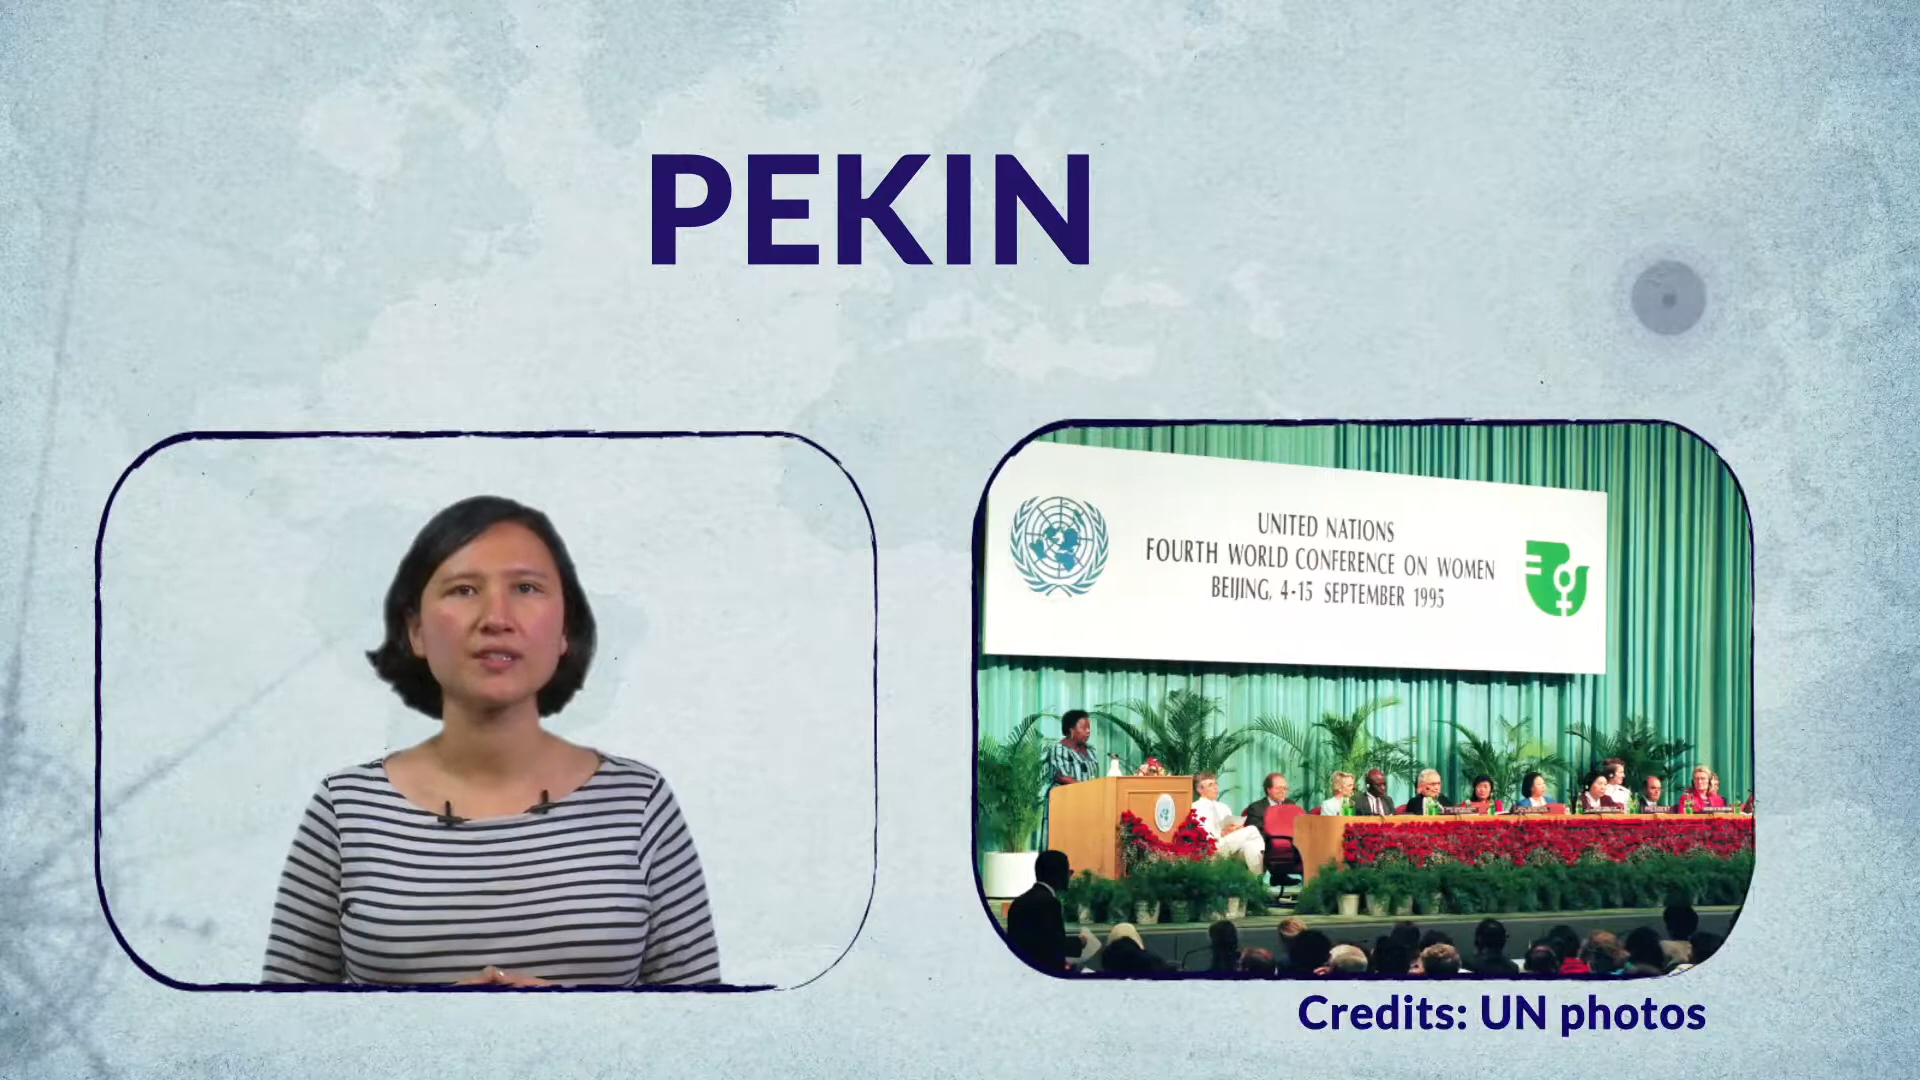 PEKIN
UNITED NATIONS
FOURTH WORLD CONFERENCE ON WOMEN
BEIJING, 4-15 SEPTEMBER 1995
Credits: UN photos